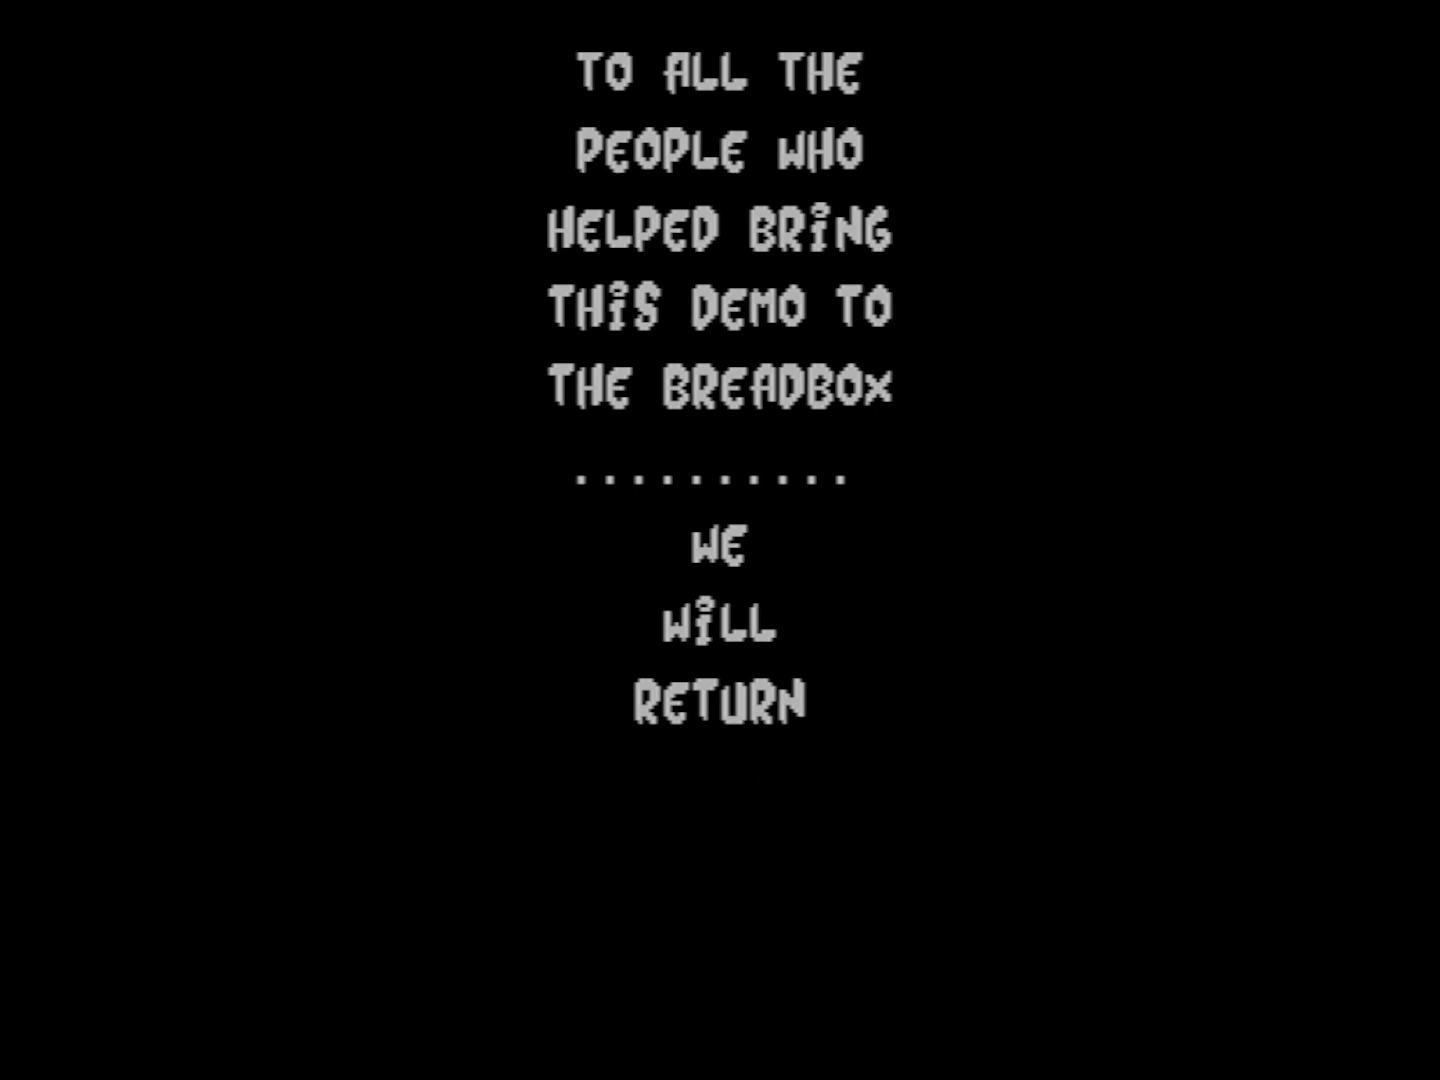 TO ALL THE
PEOPLE WHO
HELPED BRiNG
THiS DEMO TO
THE BREADBOX
..........
WE
WiLL
RETURN